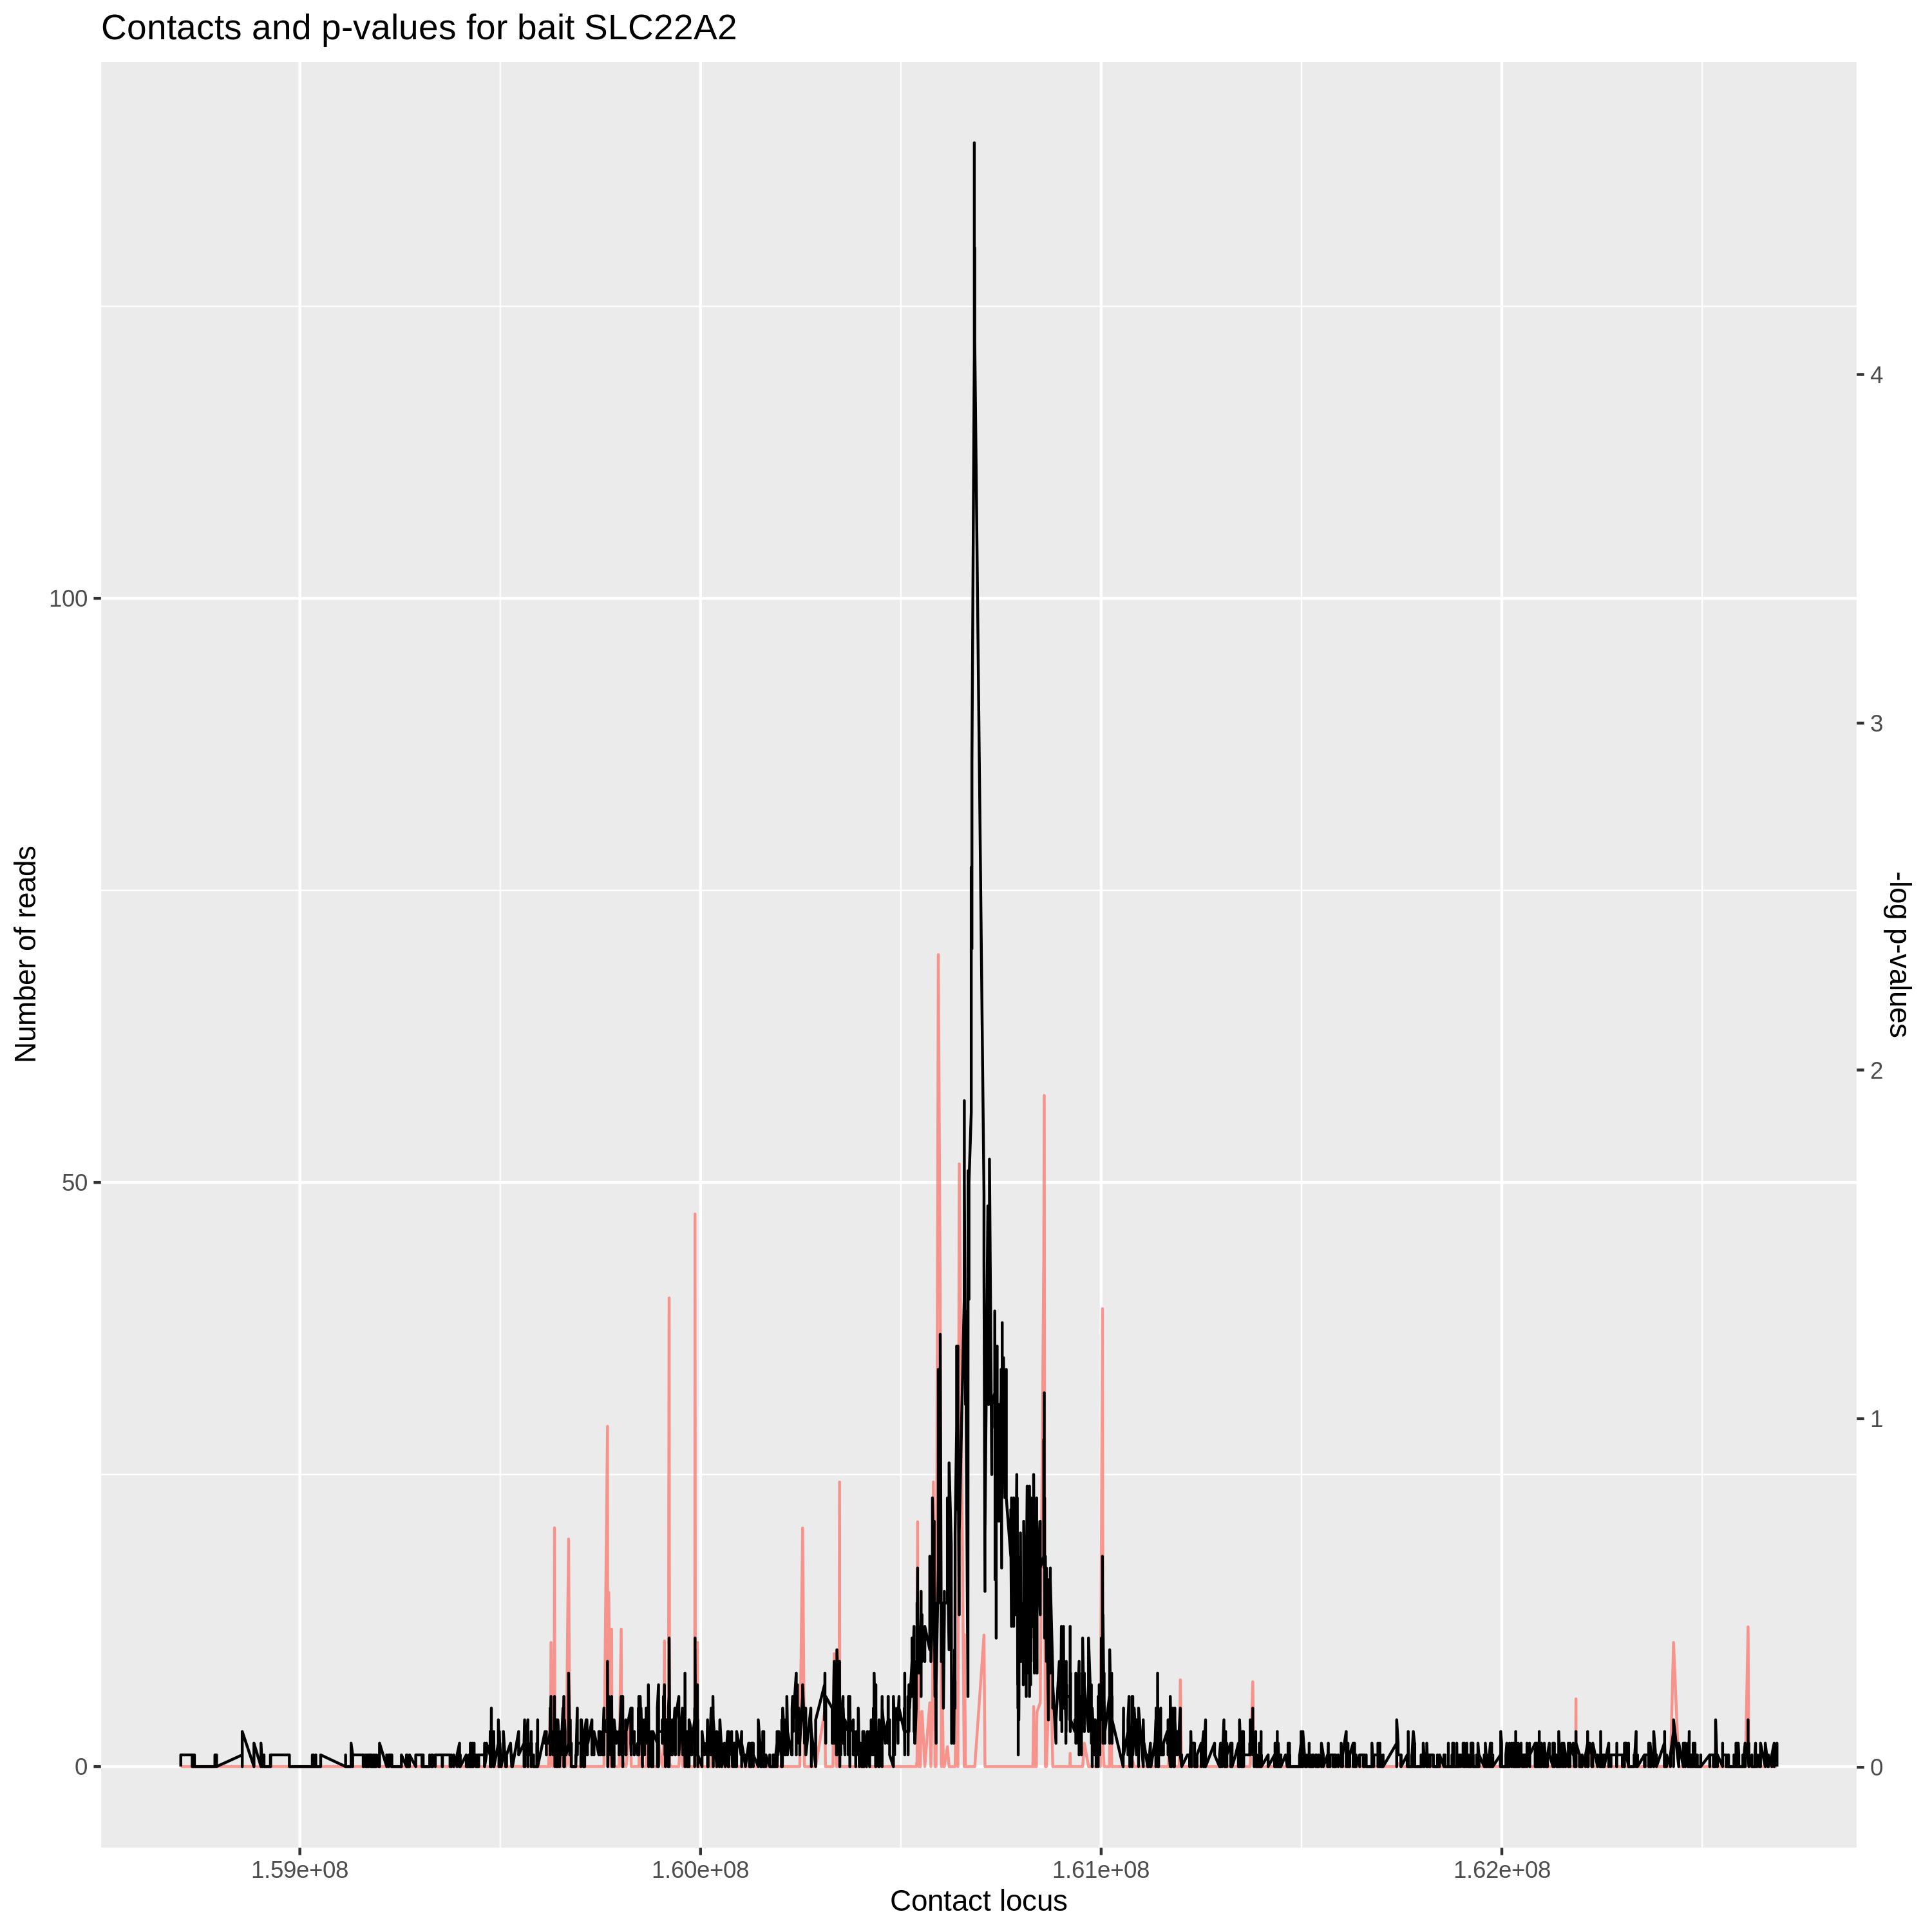 Contacts and p-values for bait SLC22A2
Number of reads
100
50
0
4
3
2
1
0
-log p-values
1.59e+08
1.60e+08
1.61e+08
1.62e+08
Contact locus